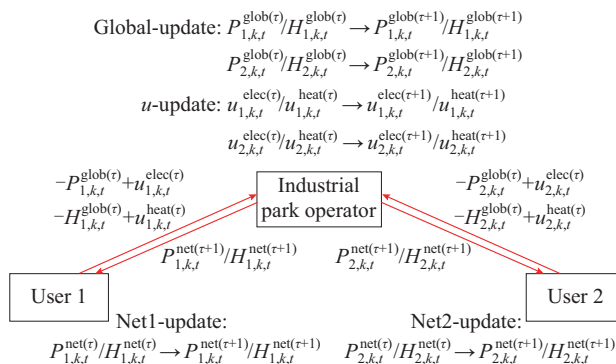 Global-update: P_{1,k,t}^{glob(τ)}/H_{1,k,t}^{glob(τ)}→P_{1,k,t}^{glob(τ+1)}/H_{1,k,t}^{glob(τ+1)}
P_{2,k,t}^{glob(τ)}/H_{2,k,t}^{glob(τ)}→P_{2,k,t}^{glob(τ+1)}/H_{2,k,t}^{glob(τ+1)}
u-update: u_{1,k,t}^{elec(τ)}/u_{1,k,t}^{heat(τ)}→u_{1,k,t}^{elec(τ+1)}/u_{1,k,t}^{heat(τ+1)}
u_{2,k,t}^{elec(τ)}/u_{2,k,t}^{heat(τ)}→u_{2,k,t}^{elec(τ+1)}/u_{2,k,t}^{heat(τ+1)}
−P_{1,k,t}^{glob(τ)}+u_{1,k,t}^{elec(τ)}
−H_{1,k,t}^{glob(τ)}+u_{1,k,t}^{heat(τ)}
Industrial
park operator
−P_{2,k,t}^{glob(τ)}+u_{2,k,t}^{elec(τ)}
−H_{2,k,t}^{glob(τ)}+u_{2,k,t}^{heat(τ)}
P_{1,k,t}^{net(τ+1)}/H_{1,k,t}^{net(τ+1)}
P_{2,k,t}^{net(τ+1)}/H_{2,k,t}^{net(τ+1)}
User 1
User 2
Net1-update:
P_{1,k,t}^{net(τ)}/H_{1,k,t}^{net(τ)}→P_{1,k,t}^{net(τ+1)}/H_{1,k,t}^{net(τ+1)}
Net2-update:
P_{2,k,t}^{net(τ)}/H_{2,k,t}^{net(τ)}→P_{2,k,t}^{net(τ+1)}/H_{2,k,t}^{net(τ+1)}